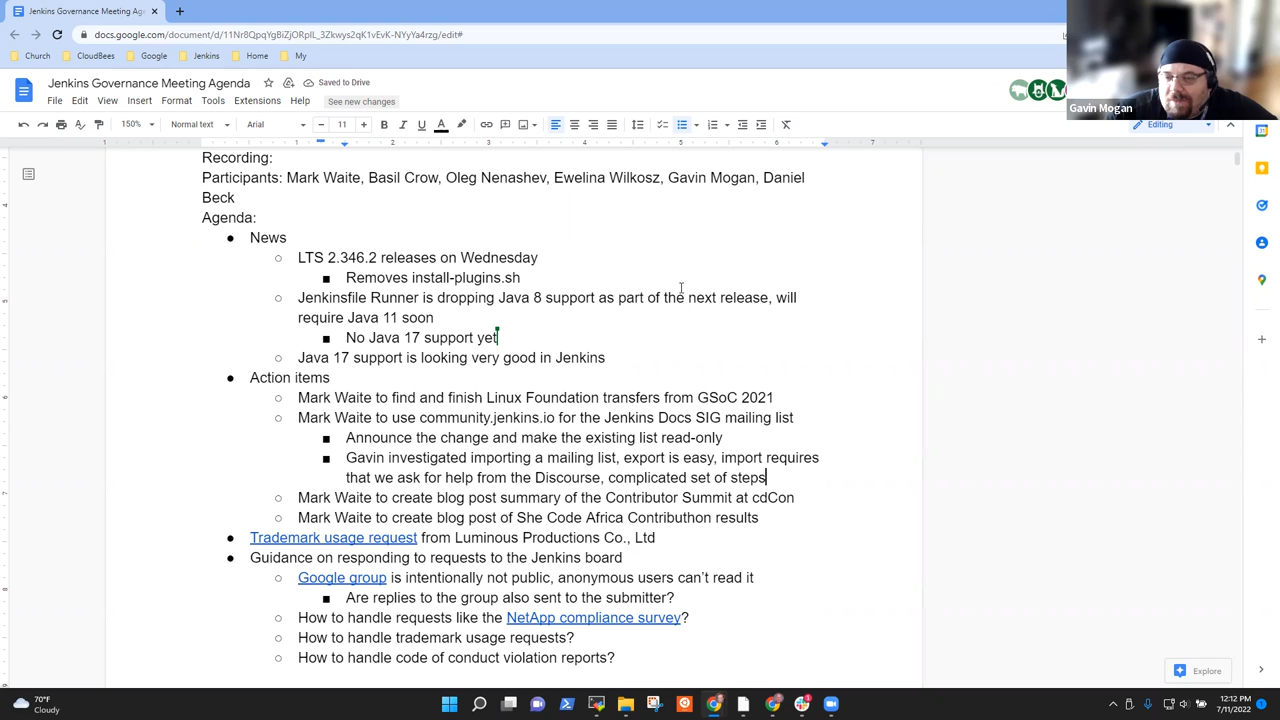 Jenkins Governance Meeting Age
docs.google.com/document/d/11Nr8QpqYgBiZjORpIL_3Zkwys2qK1vEvK-NYyYa4rzg/edit#
Church
CloudBees
Google
Jenkins
Home
My
Jenkins Governance Meeting Agenda
Saved to Drive
File Edit View Insert Format Tools Extensions Help See new changes
Gavin Mogan
150% Normal text Arial 11 B I U A Editing
1 1 2 3 4 5 6 7
Recording:
Participants: Mark Waite, Basil Crow, Oleg Nenashev, Ewelina Wilkosz, Gavin Mogan, Daniel
Beck
Agenda:
● News
○ LTS 2.346.2 releases on Wednesday
■ Removes install-plugins.sh
○ Jenkinsfile Runner is dropping Java 8 support as part of the next release, will
require Java 11 soon
■ No Java 17 support yet
○ Java 17 support is looking very good in Jenkins
● Action items
○ Mark Waite to find and finish Linux Foundation transfers from GSoC 2021
○ Mark Waite to use community.jenkins.io for the Jenkins Docs SIG mailing list
■ Announce the change and make the existing list read-only
■ Gavin investigated importing a mailing list, export is easy, import requires
that we ask for help from the Discourse, complicated set of steps
○ Mark Waite to create blog post summary of the Contributor Summit at cdCon
○ Mark Waite to create blog post of She Code Africa Contributhon results
● Trademark usage request from Luminous Productions Co., Ltd
● Guidance on responding to requests to the Jenkins board
○ Google group is intentionally not public, anonymous users can't read it
■ Are replies to the group also sent to the submitter?
○ How to handle requests like the NetApp compliance survey?
○ How to handle trademark usage requests?
○ How to handle code of conduct violation reports?
Explore
70°F
Cloudy
12:12 PM
7/11/2022